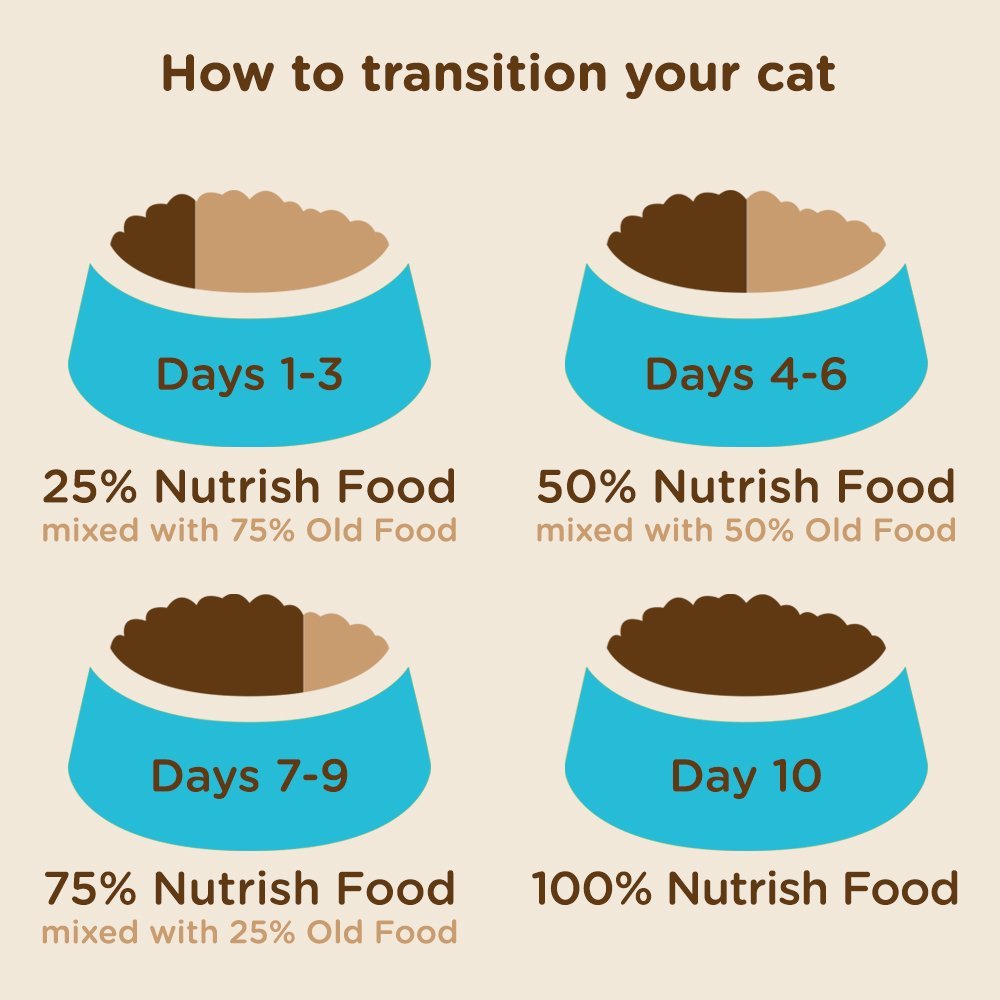 How to transition your cat
Days 1-3
25% Nutrish Food
mixed with 75% Old Food
Days 4-6
50% Nutrish Food
mixed with 50% Old Food
Days 7-9
75% Nutrish Food
mixed with 25% Old Food
Day 10
100% Nutrish Food